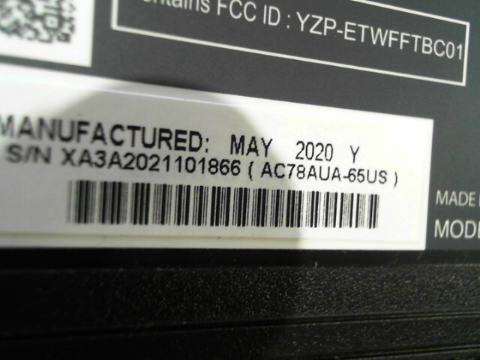 ontains FCC ID : YZP-ETWFFTBC01
MANUFACTURED: MAY 2020 Y
S/N XA3A2021101866 ( AC78AUA-65US )
MADE
MODE